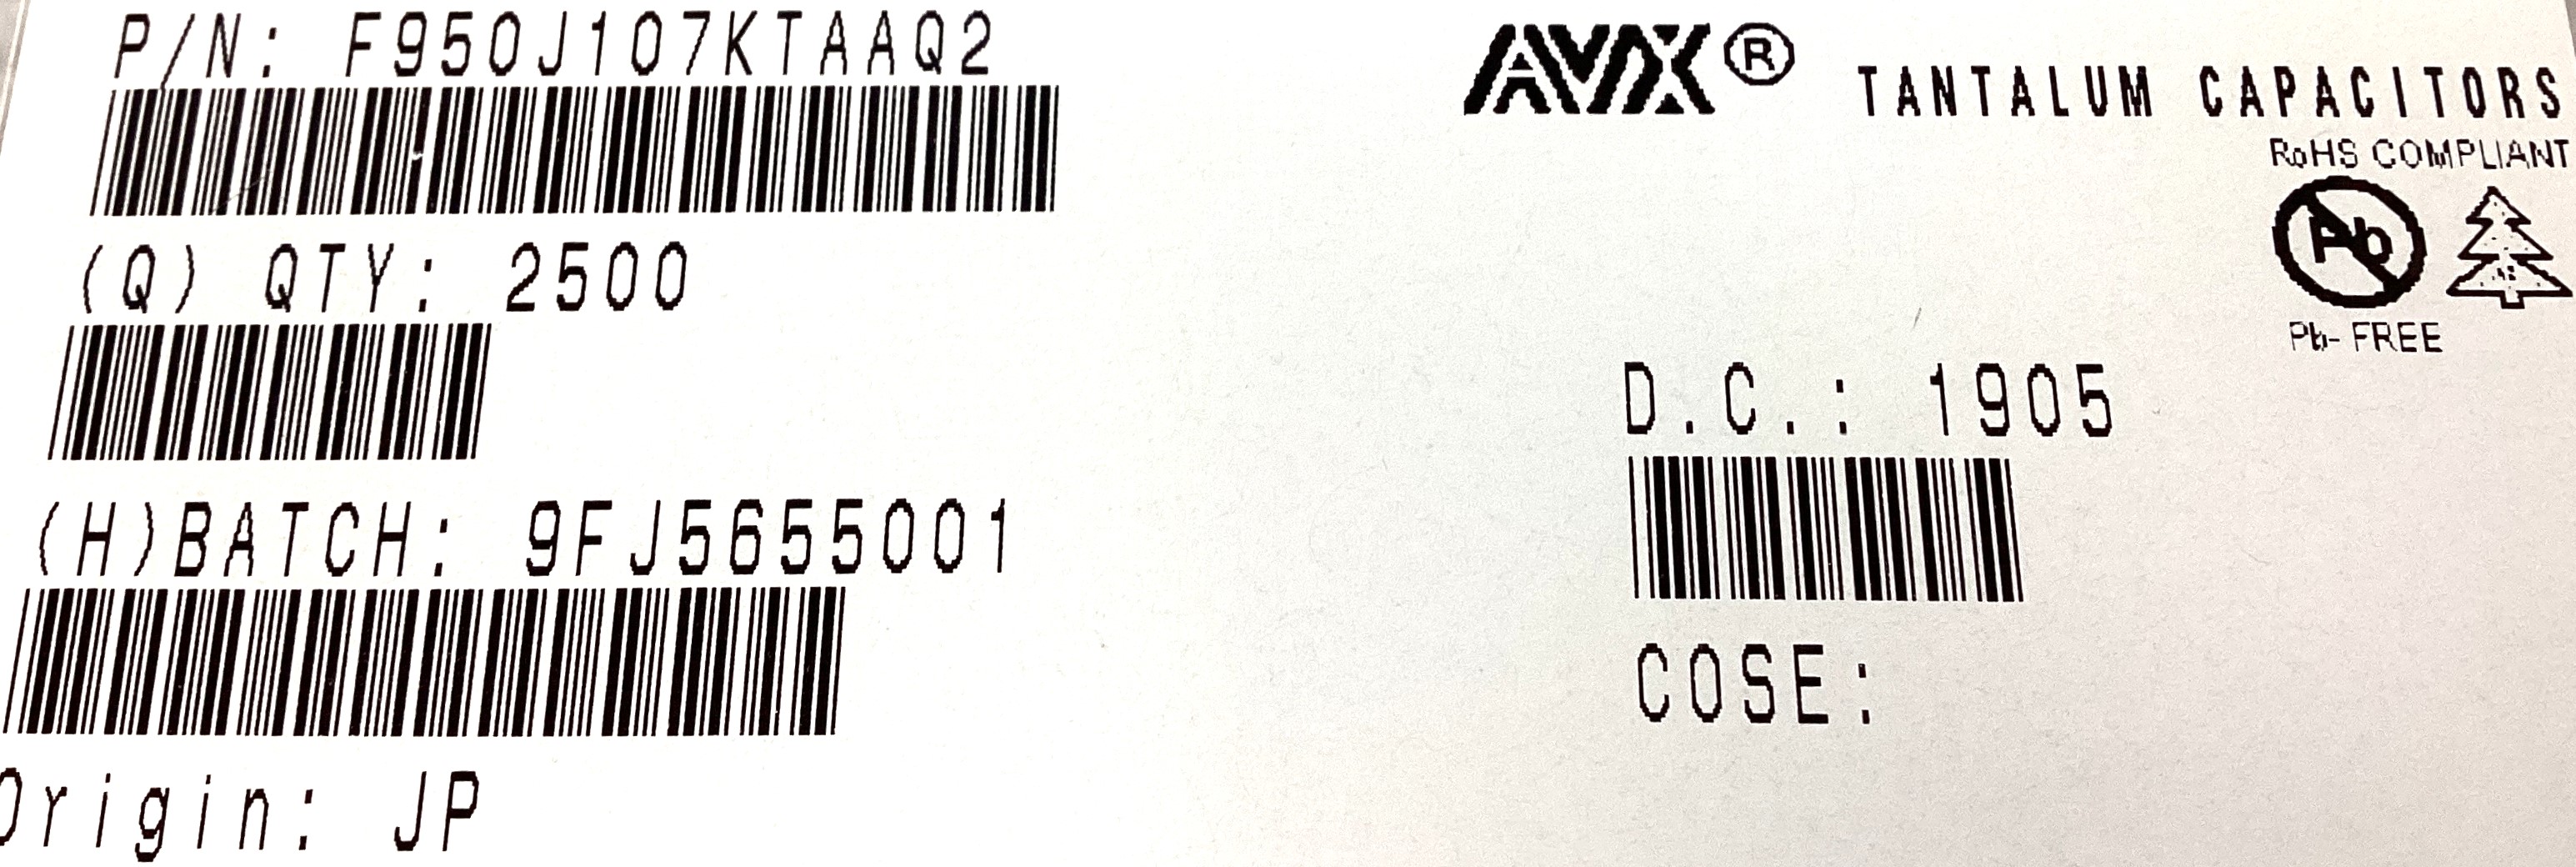 P/N: F950J107KTAAQ2
AVX® TANTALUM CAPACITORS
RoHS COMPLIANT
Pb
Pb- FREE
(Q) QTY: 2500
D.C.: 1905
(H)BATCH: 9FJ5655001
COSE:
Origin: JP